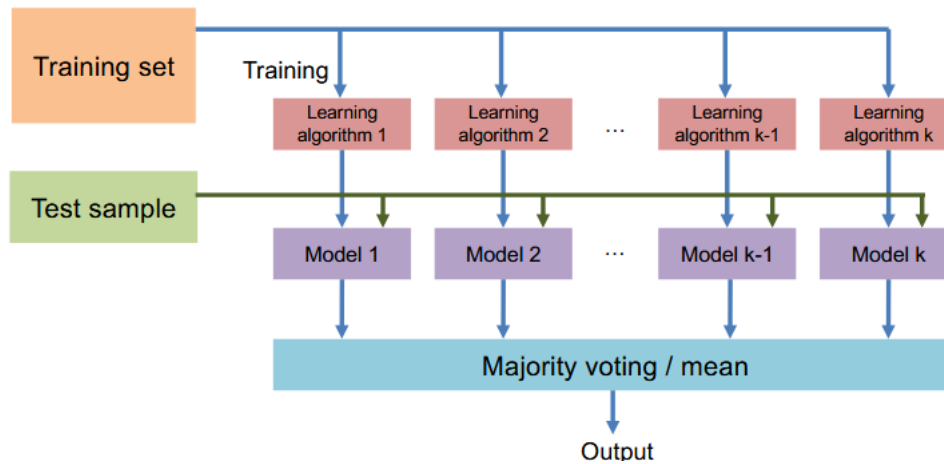 Training set
Training
Learning
algorithm 1
Learning
algorithm 2
...
Learning
algorithm k-1
Learning
algorithm k
Test sample
Model 1
Model 2
...
Model k-1
Model k
Majority voting / mean
Output